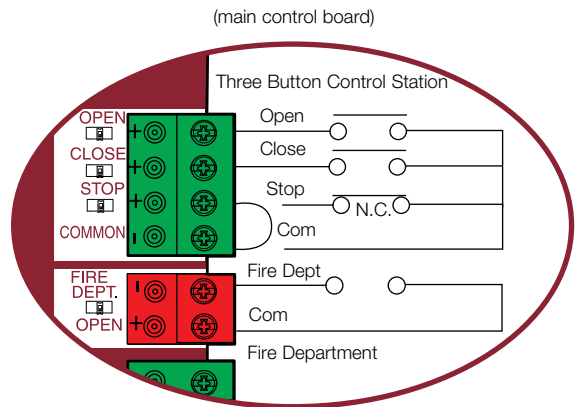 (main control board)
Three Button Control Station
OPEN + Open
CLOSE + Close
STOP + Stop N.C.
COMMON - Com
FIRE DEPT. - Fire Dept
OPEN + Com
Fire Department